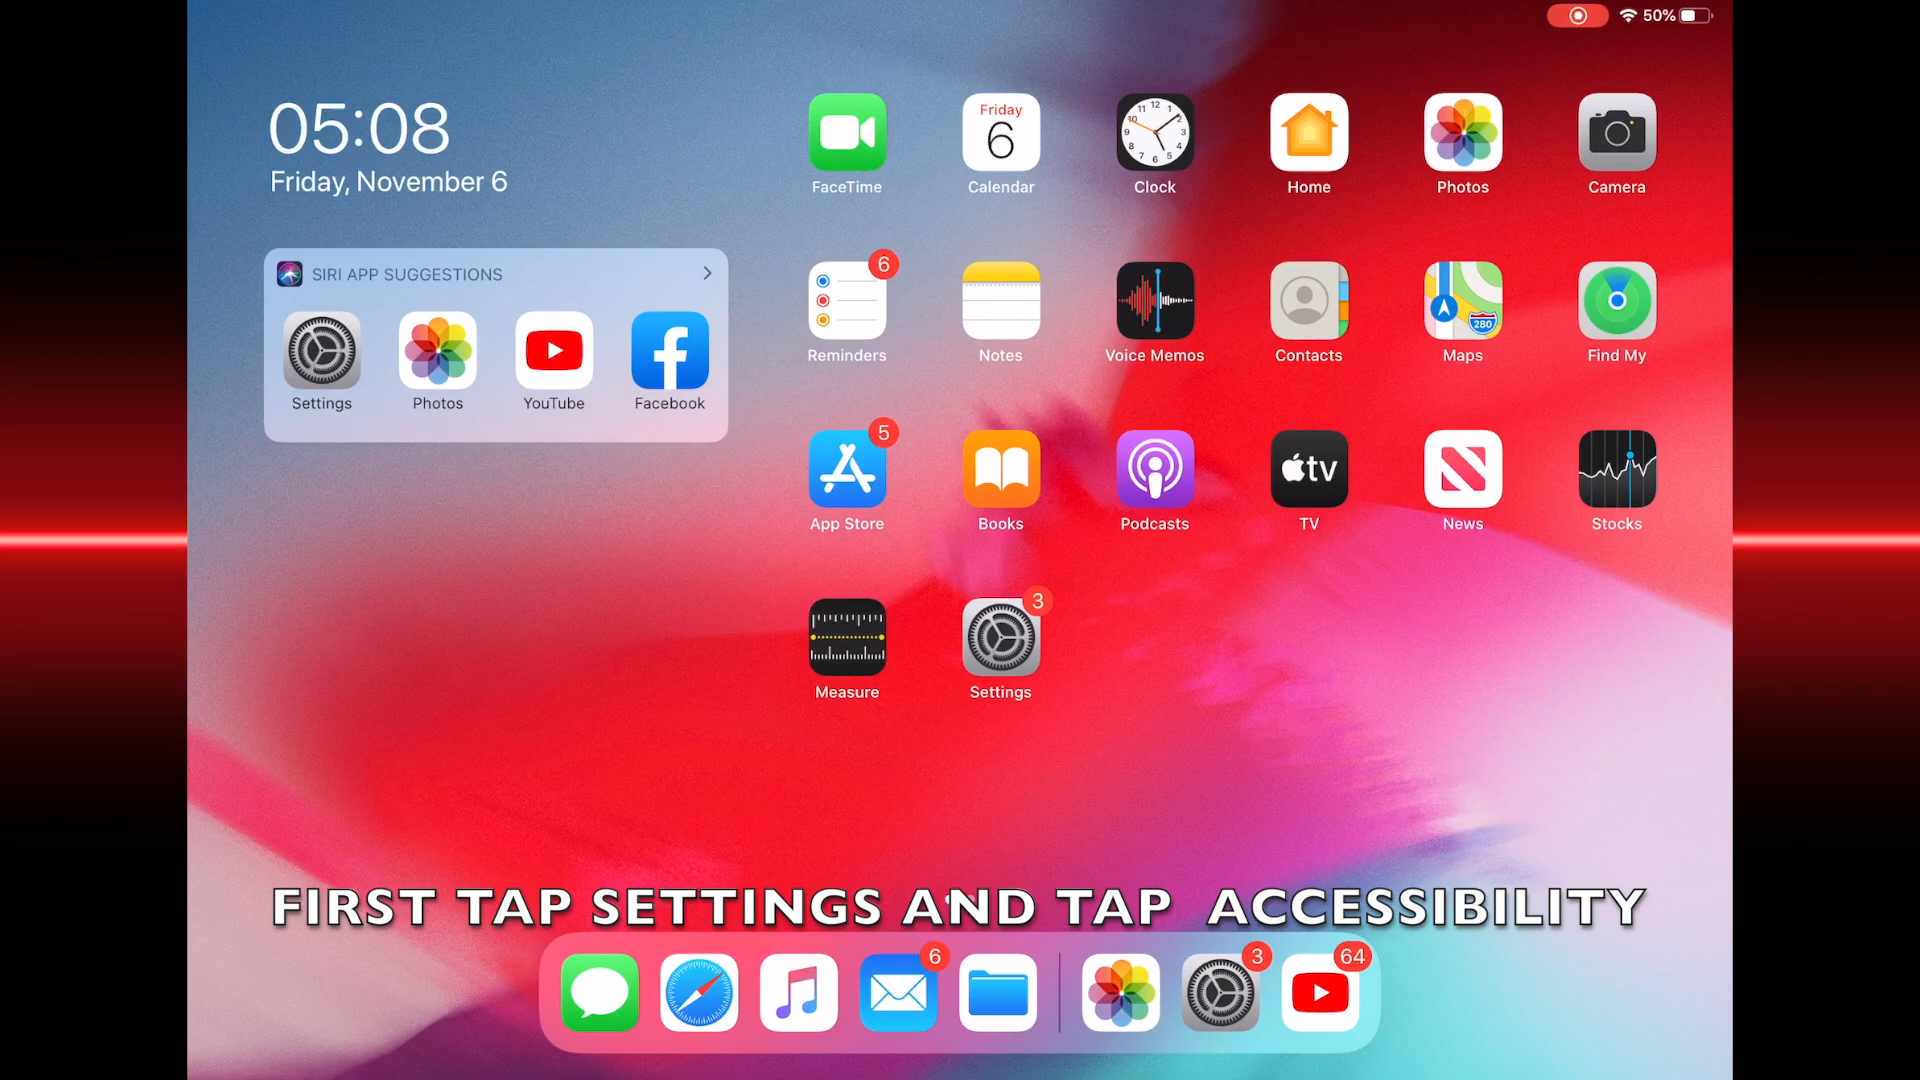 50%
05:08
Friday, November 6
SIRI APP SUGGESTIONS
Settings
Photos
YouTube
Facebook
Friday
6
FaceTime
Calendar
Clock
Home
Photos
Camera
6
280
Reminders
Notes
Voice Memos
Contacts
Maps
Find My
5
tv
App Store
Books
Podcasts
TV
News
Stocks
3
Measure
Settings
FIRST TAP SETTINGS AND TAP ACCESSIBILITY
6
3
64